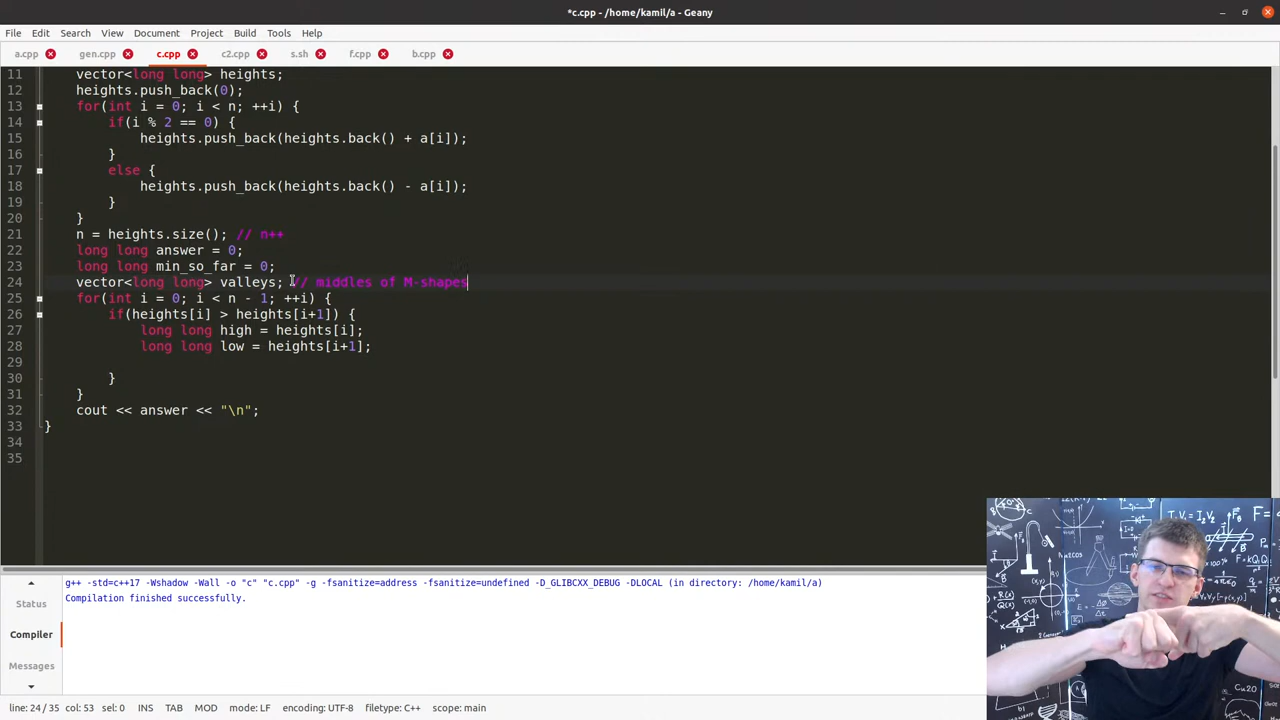 *c.cpp - /home/kamil/a - Geany
File Edit Search View Document Project Build Tools Help
a.cpp gen.cpp c.cpp c2.cpp s.sh f.cpp b.cpp
11 vector<long long> heights;
12 heights.push_back(0);
13 for(int i = 0; i < n; ++i) {
14 if(i % 2 == 0) {
15 heights.push_back(heights.back() + a[i]);
16 }
17 else {
18 heights.push_back(heights.back() - a[i]);
19 }
20 }
21 n = heights.size(); // n++
22 long long answer = 0;
23 long long min_so_far = 0;
24 vector<long long> valleys; // middles of M-shapes
25 for(int i = 0; i < n - 1; ++i) {
26 if(heights[i] > heights[i+1]) {
27 long long high = heights[i];
28 long long low = heights[i+1];
29
30 }
31 }
32 cout << answer << "\n";
33 }
34
35
Status
Compiler
Messages
g++ -std=c++17 -Wshadow -Wall -o "c" "c.cpp" -g -fsanitize=address -fsanitize=undefined -D_GLIBCXX_DEBUG -DLOCAL (in directory: /home/kamil/a)
Compilation finished successfully.
line: 24 / 35 col: 53 sel: 0 INS TAB MOD mode: LF encoding: UTF-8 filetype: C++ scope: main